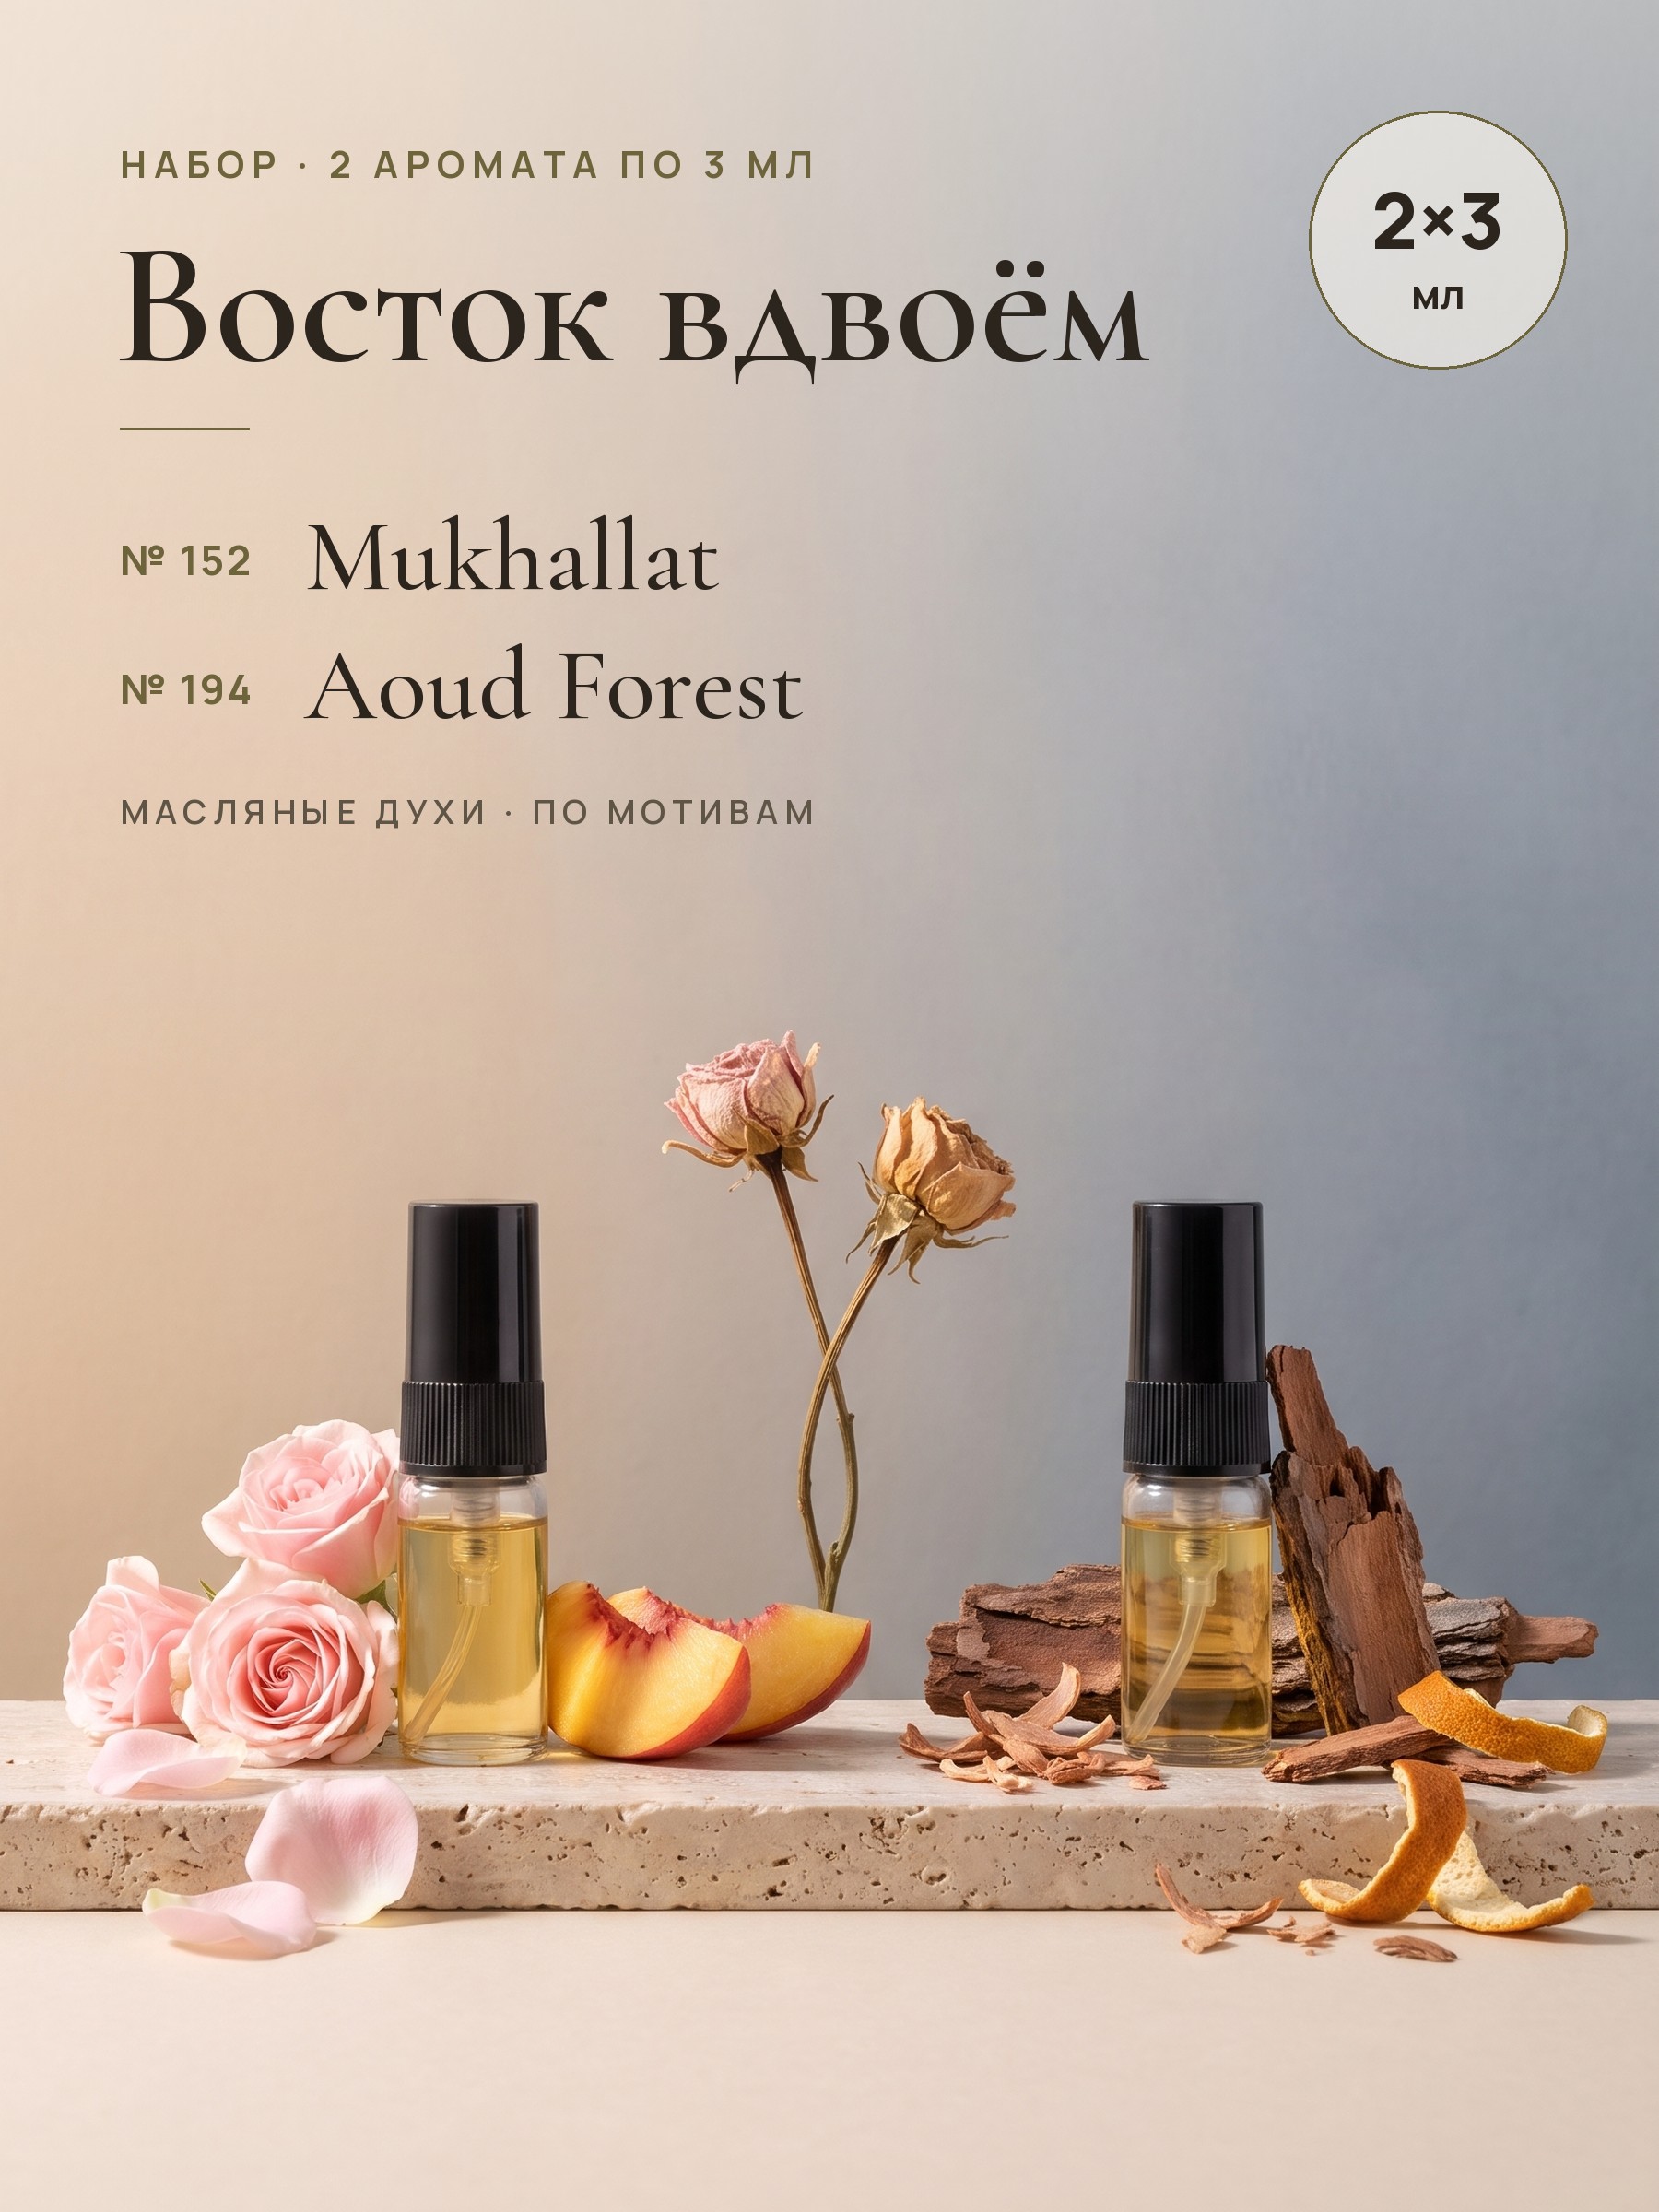 НАБОР · 2 АРОМАТА ПО 3 МЛ
Восток вдвоём
2×3
мл
№ 152 Mukhallat
№ 194 Aoud Forest
МАСЛЯНЫЕ ДУХИ · ПО МОТИВАМ